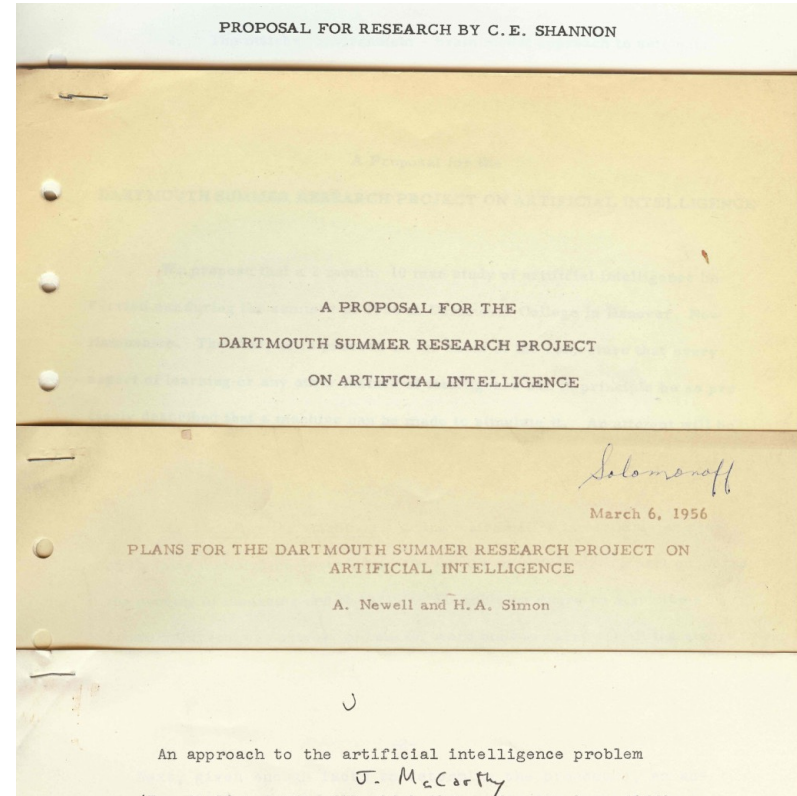 PROPOSAL FOR RESEARCH BY C.E. SHANNON
A PROPOSAL FOR THE
DARTMOUTH SUMMER RESEARCH PROJECT
ON ARTIFICIAL INTELLIGENCE
Solomonoff
March 6, 1956
PLANS FOR THE DARTMOUTH SUMMER RESEARCH PROJECT ON
ARTIFICIAL INTELLIGENCE
A. Newell and H.A. Simon
An approach to the artificial intelligence problem
J. McCarthy